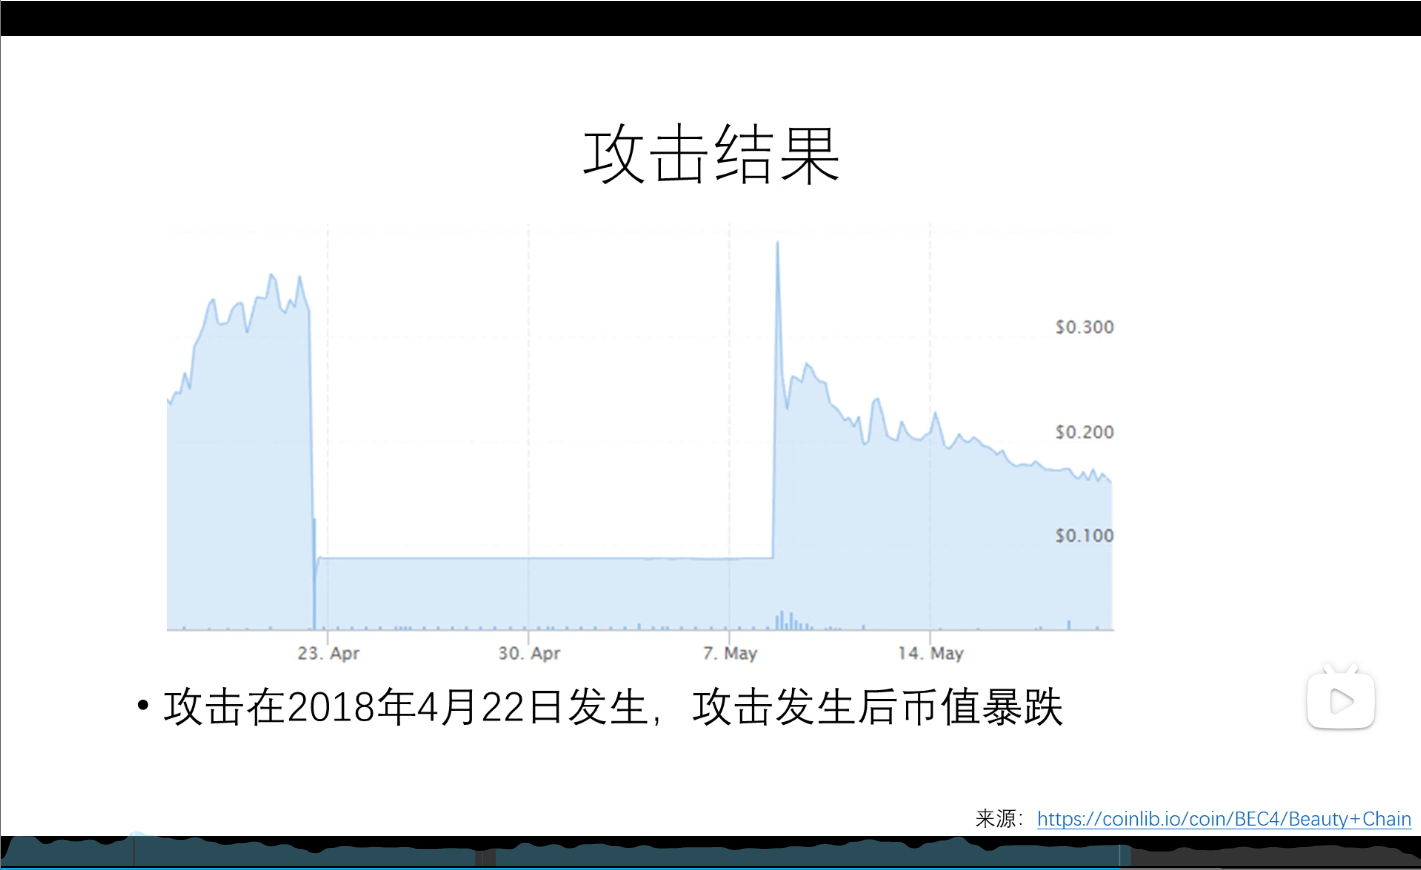 攻击结果
$0.300
$0.200
$0.100
23. Apr 30. Apr 7. May 14. May
• 攻击在2018年4月22日发生，攻击发生后币值暴跌
来源：https://coinlib.io/coin/BEC4/Beauty+Chain